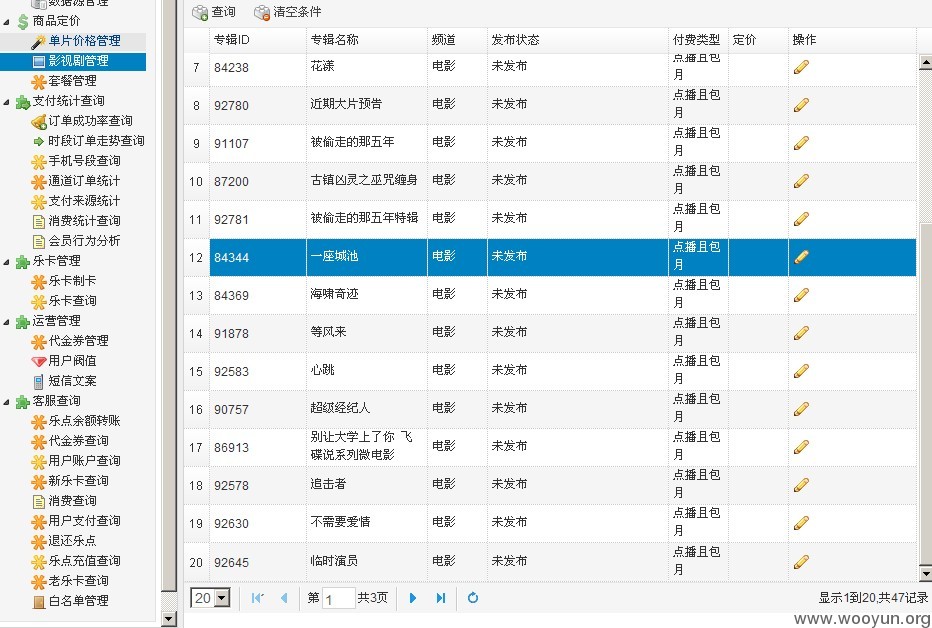 数据源管理
商品定价
单片价格管理
影视剧管理
套餐管理
支付统计查询
订单成功率查询
时段订单走势查询
手机号段查询
通道订单统计
支付来源统计
消费统计查询
会员行为分析
乐卡管理
乐卡制卡
乐卡查询
运营管理
代金券管理
用户阀值
短信文案
客服查询
乐点余额转账
代金券查询
用户账户查询
新乐卡查询
消费查询
用户支付查询
退还乐点
乐点充值查询
老乐卡查询
白名单管理
查询 清空条件
专辑ID 专辑名称 频道 发布状态 付费类型 定价 操作
7 84238 花漾 电影 未发布 点播且包
月
8 92780 近期大片预告 电影 未发布 点播且包
月
9 91107 被偷走的那五年 电影 未发布 点播且包
月
10 87200 古镇凶灵之巫咒缠身 电影 未发布 点播且包
月
11 92781 被偷走的那五年特辑 电影 未发布 点播且包
月
12 84344 一座城池 电影 未发布 点播且包
月
13 84369 海啸奇迹 电影 未发布 点播且包
月
14 91878 等风来 电影 未发布 点播且包
月
15 92583 心跳 电影 未发布 点播且包
月
16 90757 超级经纪人 电影 未发布 点播且包
月
17 86913 别让大学上了你 飞
碟说系列微电影 电影 未发布 点播且包
月
18 92578 追击者 电影 未发布 点播且包
月
19 92630 不需要爱情 电影 未发布 点播且包
月
20 92645 临时演员 电影 未发布 点播且包
月
20 第 1 共3页 显示1到20,共47记录
www.wooyun.org